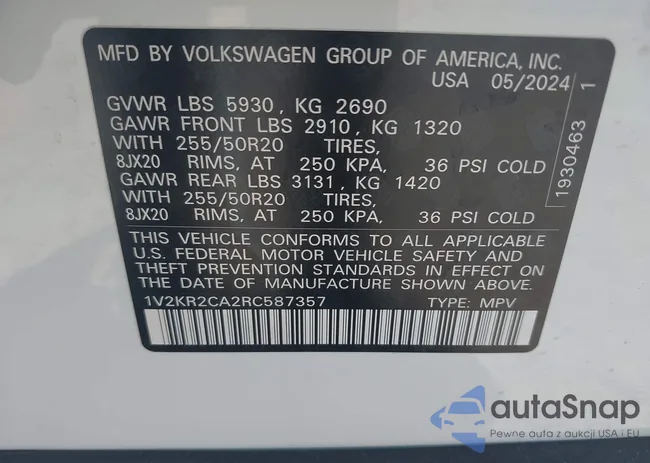 MFD BY VOLKSWAGEN GROUP OF AMERICA, INC.
USA 05/2024
GVWR LBS 5930 , KG 2690
GAWR FRONT LBS 2910, KG 1320
WITH 255/50R20 TIRES,
8JX20 RIMS, AT 250 KPA, 36 PSI COLD
GAWR REAR LBS 3131, KG 1420
WITH 255/50R20 TIRES,
8JX20 RIMS, AT 250 KPA, 36 PSI COLD
THIS VEHICLE CONFORMS TO ALL APPLICABLE
U.S. FEDERAL MOTOR VEHICLE SAFETY AND
THEFT PREVENTION STANDARDS IN EFFECT ON
THE DATE OF MANUFACTURE SHOWN ABOVE.
1V2KR2CA2RC587357 TYPE: MPV
1930463 1
autaSnap
Pewne auta z aukcji USA i EU